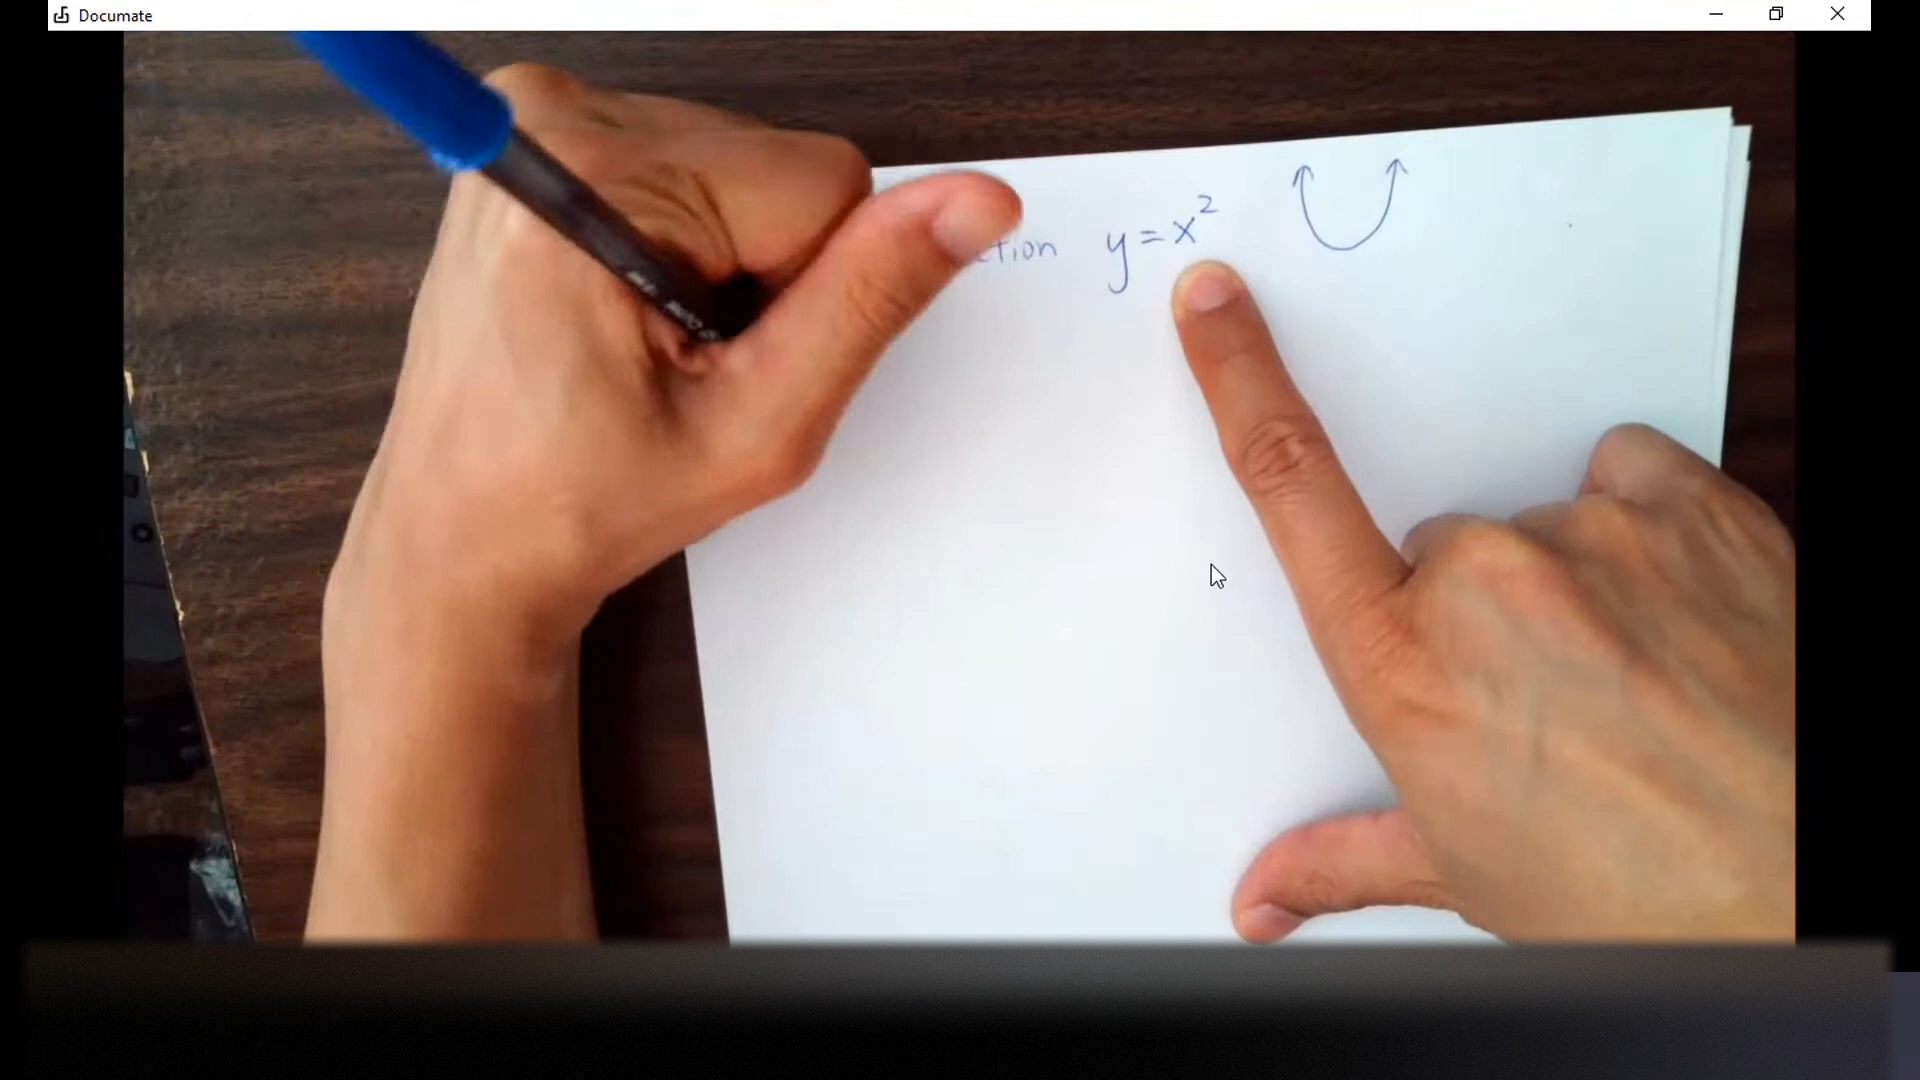 Documate
ction y = x²